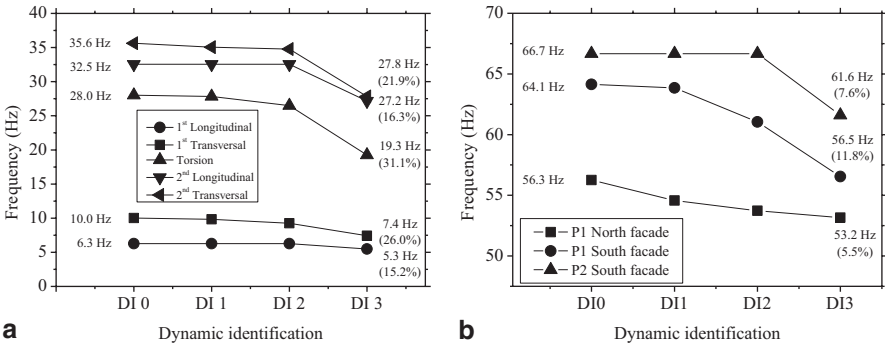 40
35
30
25
20
15
10
5
0
Frequency (Hz)
35.6 Hz
32.5 Hz
28.0 Hz
10.0 Hz
6.3 Hz
1st Longitudinal
1st Transversal
Torsion
2nd Longitudinal
2nd Transversal
27.8 Hz
(21.9%)
27.2 Hz
(16.3%)
19.3 Hz
(31.1%)
7.4 Hz
(26.0%)
5.3 Hz
(15.2%)
DI 0 DI 1 DI 2 DI 3
Dynamic identification
a
70
65
60
55
50
Frequency (Hz)
66.7 Hz
64.1 Hz
56.3 Hz
61.6 Hz
(7.6%)
56.5 Hz
(11.8%)
53.2 Hz
(5.5%)
P1 North facade
P1 South facade
P2 South facade
DI0 DI1 DI2 DI3
Dynamic identification
b